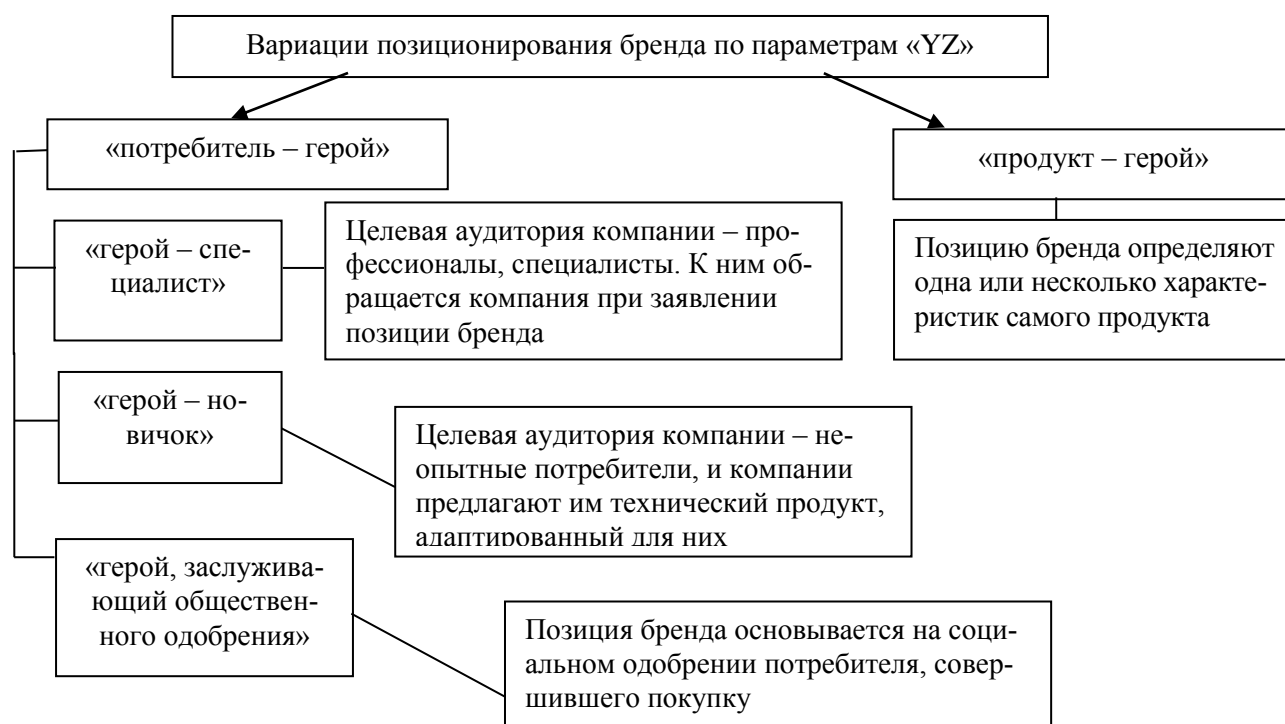 Вариации позиционирования бренда по параметрам «YZ»
«потребитель – герой»
«продукт – герой»
«герой – спе-
циалист»
Целевая аудитория компании – про-
фессионалы, специалисты. К ним об-
ращается компания при заявлении
позиции бренда
Позицию бренда определяют
одна или несколько характе-
ристик самого продукта
«герой – но-
вичок»
Целевая аудитория компании – не-
опытные потребители, и компании
предлагают им технический продукт,
адаптированный для них
«герой, заслужива-
ющий обществен-
ного одобрения»
Позиция бренда основывается на соци-
альном одобрении потребителя, совер-
шившего покупку